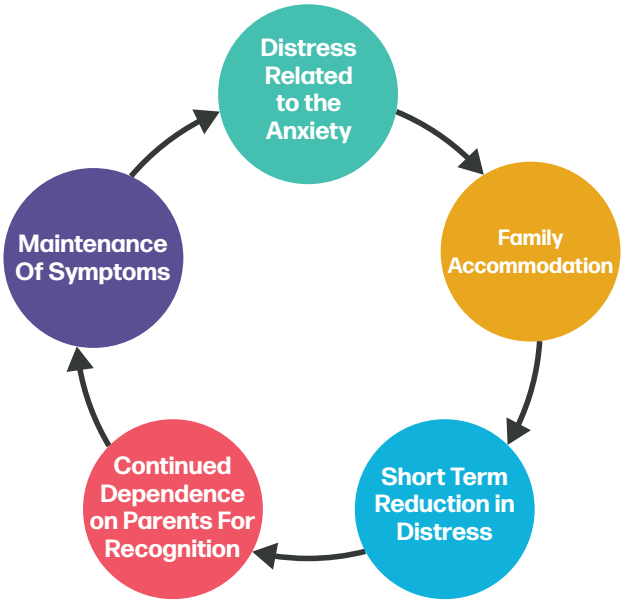 Distress
Related
to the
Anxiety
Family
Accommodation
Short Term
Reduction in
Distress
Continued
Dependence
on Parents For
Recognition
Maintenance
Of Symptoms